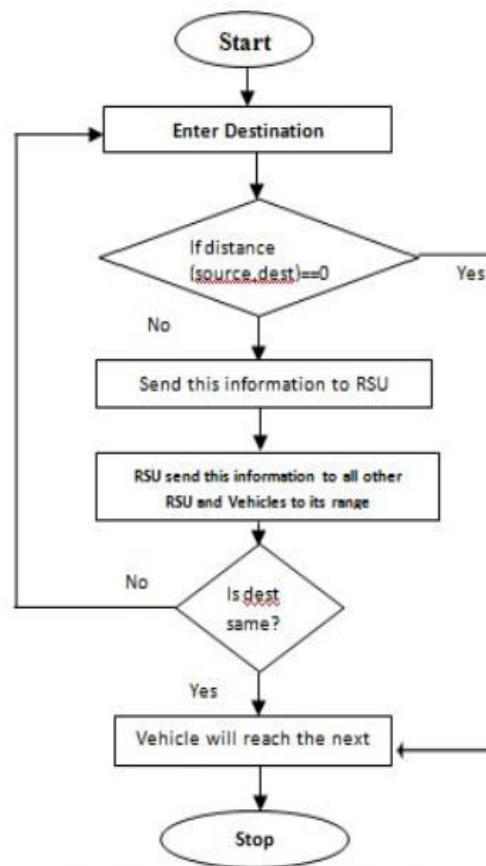 Start
Enter Destination
If distance
(source,dest)==0
Yes
No
Send this information to RSU
RSU send this information to all other
RSU and Vehicles to its range
No
Is dest
same?
Yes
Vehicle will reach the next
Stop